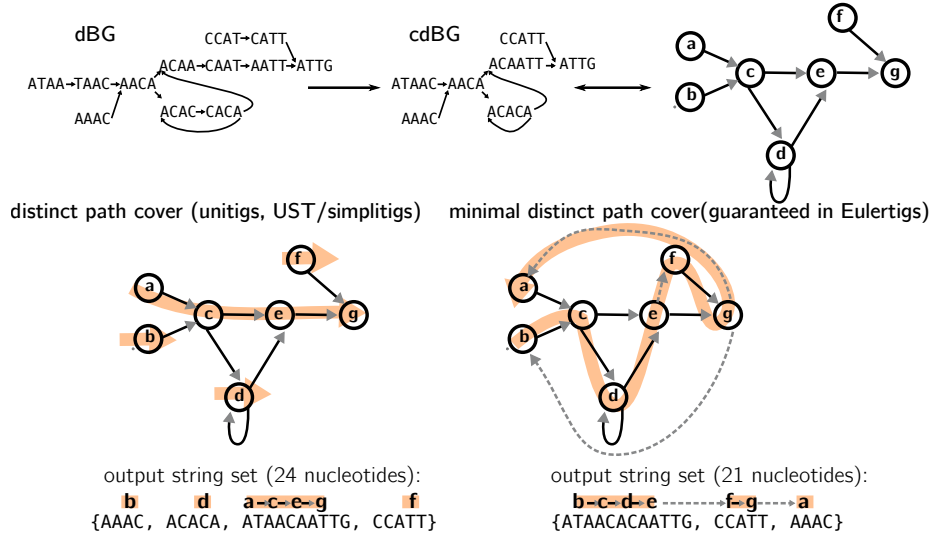 dBG
CCAT→CATT
ACAA→CAAT→AATT→ATTG
ATAA→TAAC→AACA
ACAC→CACA
AAAC
cdBG
CCATT
ACAATT→ATTG
ATAAC→AACA
ACACA
AAAC
f
a
c e g
b
d
distinct path cover (unitigs, UST/simplitigs)
minimal distinct path cover(guaranteed in Eulertigs)
f
a
c e g
b
d
f
a
c e g
b
d
output string set (24 nucleotides):
b d a-c-e-g f
{AAAC, ACACA, ATAACAATTG, CCATT}
output string set (21 nucleotides):
b-c-d-e f-g a
{ATAACACAATTG, CCATT, AAAC}